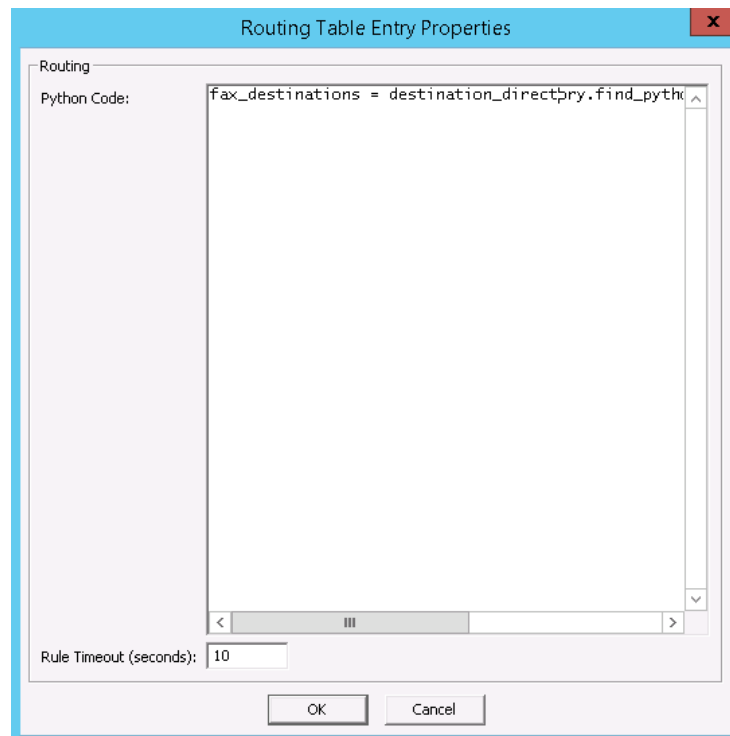 Routing Table Entry Properties
x
Routing
Python Code:
fax_destinations = destination_directory.find_pytho
Rule Timeout (seconds):
10
OK
Cancel